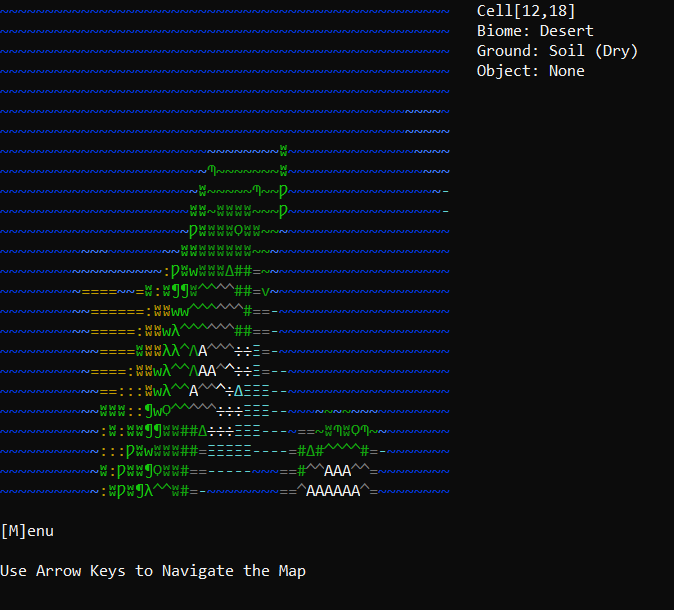 Cell[12,18]
Biome: Desert
Ground: Soil (Dry)
Object: None
[M]enu
Use Arrow Keys to Navigate the Map